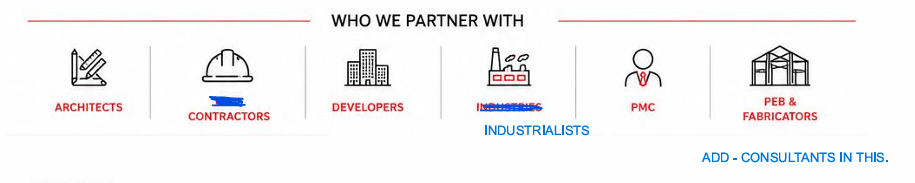 WHO WE PARTNER WITH
ARCHITECTS
CONTRACTORS
DEVELOPERS
INDUSTRIES
INDUSTRIALISTS
PMC
PEB &
FABRICATORS
ADD - CONSULTANTS IN THIS.